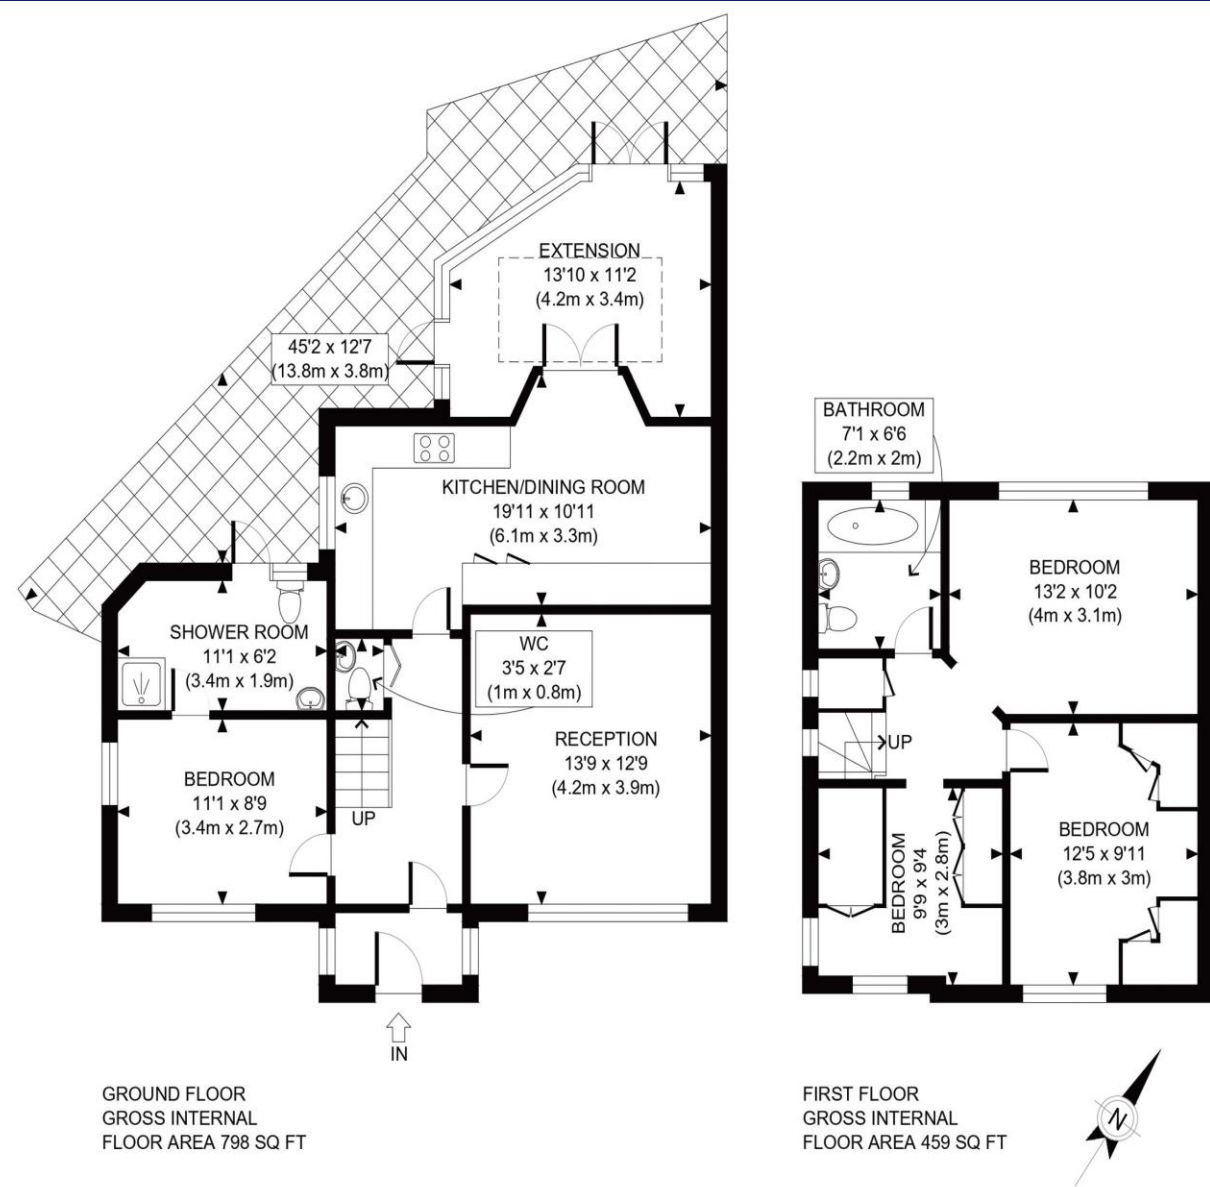 EXTENSION
13'10 x 11'2
(4.2m x 3.4m)
45'2 x 12'7
(13.8m x 3.8m)
KITCHEN/DINING ROOM
19'11 x 10'11
(6.1m x 3.3m)
SHOWER ROOM
11'1 x 6'2
(3.4m x 1.9m)
WC
3'5 x 2'7
(1m x 0.8m)
RECEPTION
13'9 x 12'9
(4.2m x 3.9m)
BEDROOM
11'1 x 8'9
(3.4m x 2.7m)
UP
IN
GROUND FLOOR
GROSS INTERNAL
FLOOR AREA 798 SQ FT
BATHROOM
7'1 x 6'6
(2.2m x 2m)
BEDROOM
13'2 x 10'2
(4m x 3.1m)
UP
BEDROOM
9'9 x 9'4
(3m x 2.8m)
BEDROOM
12'5 x 9'11
(3.8m x 3m)
FIRST FLOOR
GROSS INTERNAL
FLOOR AREA 459 SQ FT
N